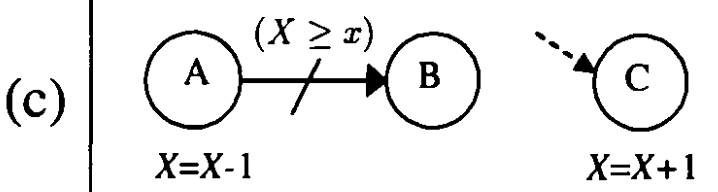 (X ≥ x)
(c) A B C
X=X-1 X=X+1